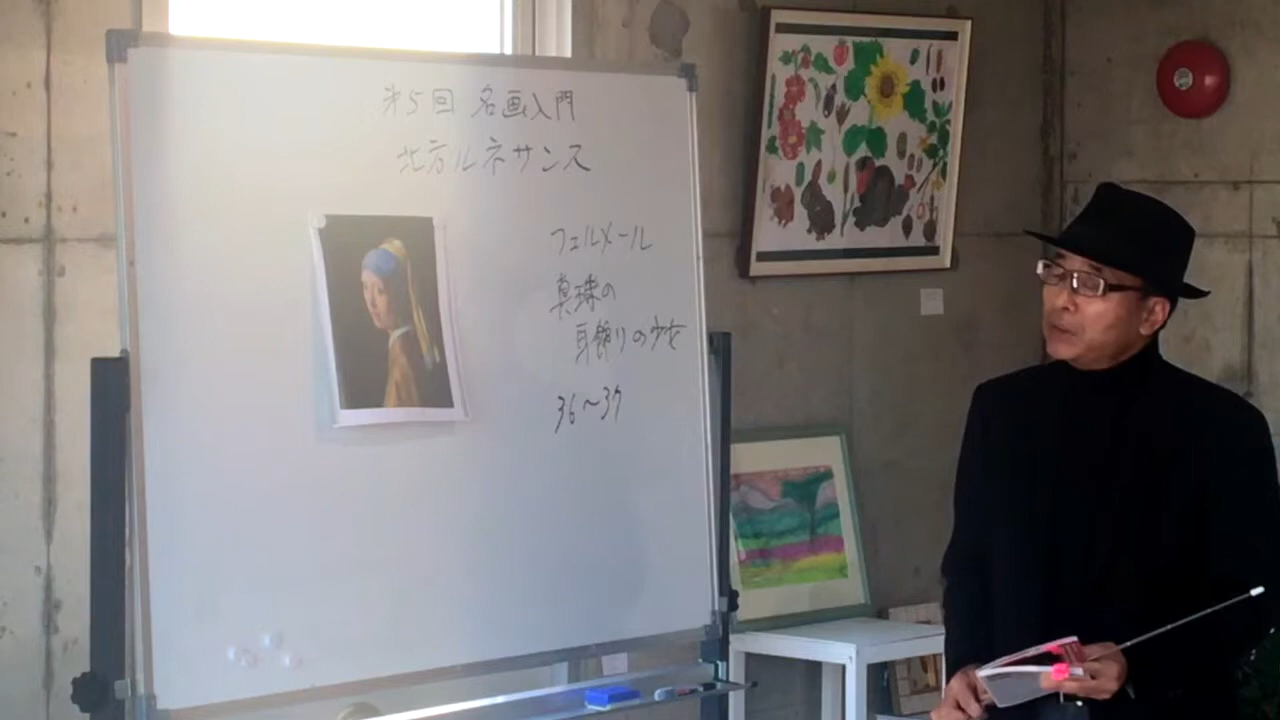 第5回 名画入門
北方ルネサンス
フェルメール
真珠の
耳飾りの少女
36〜37